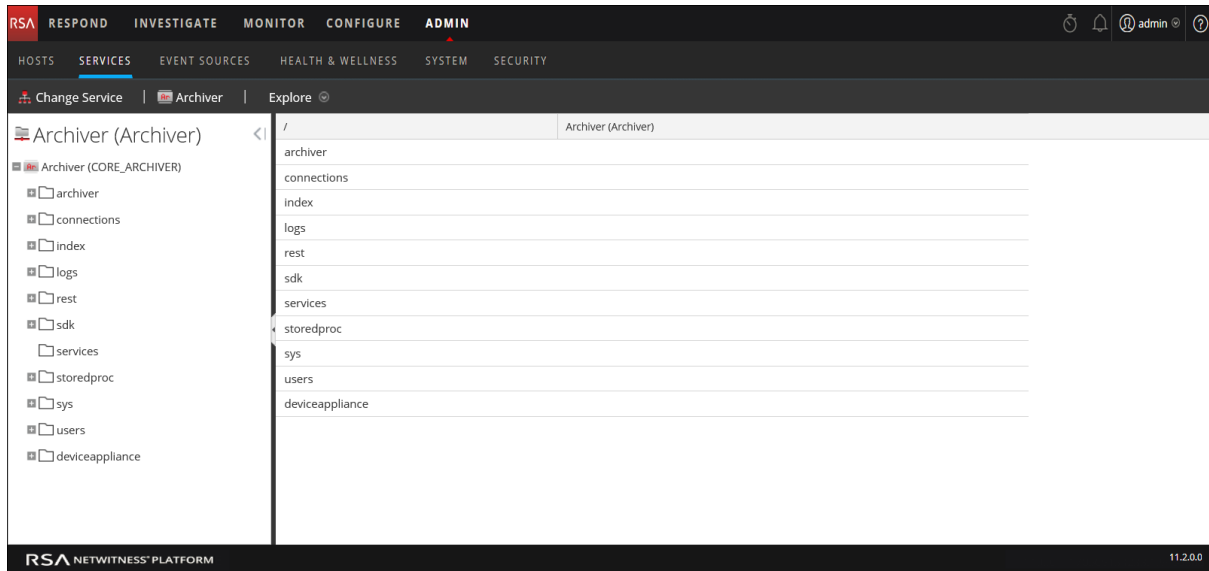 RSA RESPOND INVESTIGATE MONITOR CONFIGURE ADMIN admin ?
HOSTS SERVICES EVENT SOURCES HEALTH & WELLNESS SYSTEM SECURITY
Change Service | Archiver | Explore
Archiver (Archiver)
Archiver (CORE_ARCHIVER)
archiver
connections
index
logs
rest
sdk
services
storedproc
sys
users
deviceappliance
/ Archiver (Archiver)
archiver
connections
index
logs
rest
sdk
services
storedproc
sys
users
deviceappliance
RSA NETWITNESS® PLATFORM 11.2.0.0